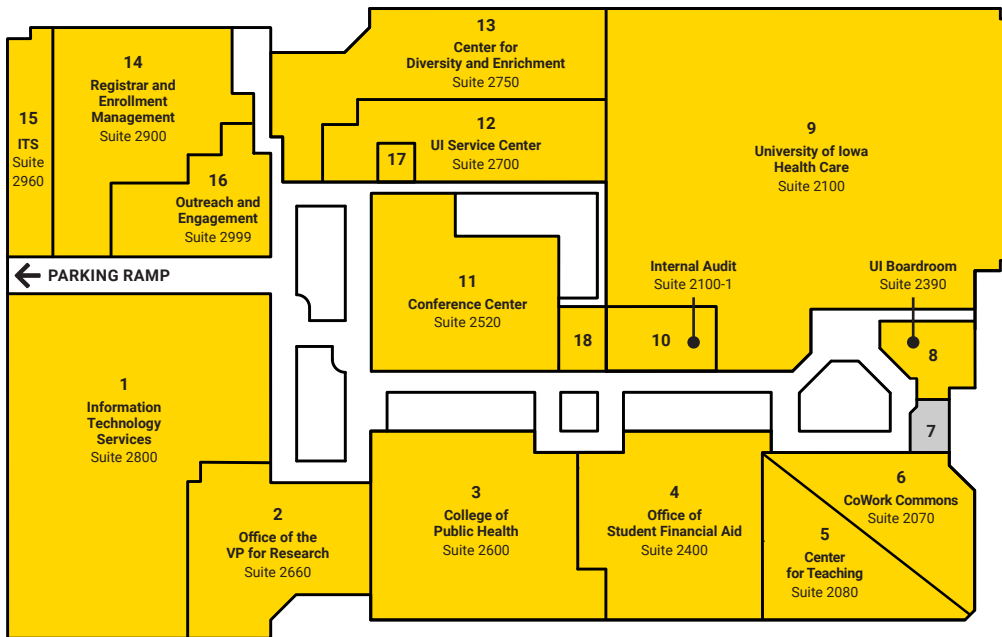 13
Center for
Diversity and Enrichment
Suite 2750
14
Registrar and
Enrollment
Management
Suite 2900
15
ITS
Suite
2960
12
UI Service Center
Suite 2700
17
9
University of Iowa
Health Care
Suite 2100
16
Outreach and
Engagement
Suite 2999
PARKING RAMP
11
Conference Center
Suite 2520
Internal Audit
Suite 2100-1
UI Boardroom
Suite 2390
18
10
8
1
Information
Technology
Services
Suite 2800
7
2
Office of the
VP for Research
Suite 2660
3
College of
Public Health
Suite 2600
4
Office of
Student Financial Aid
Suite 2400
6
CoWork Commons
Suite 2070
5
Center
for Teaching
Suite 2080